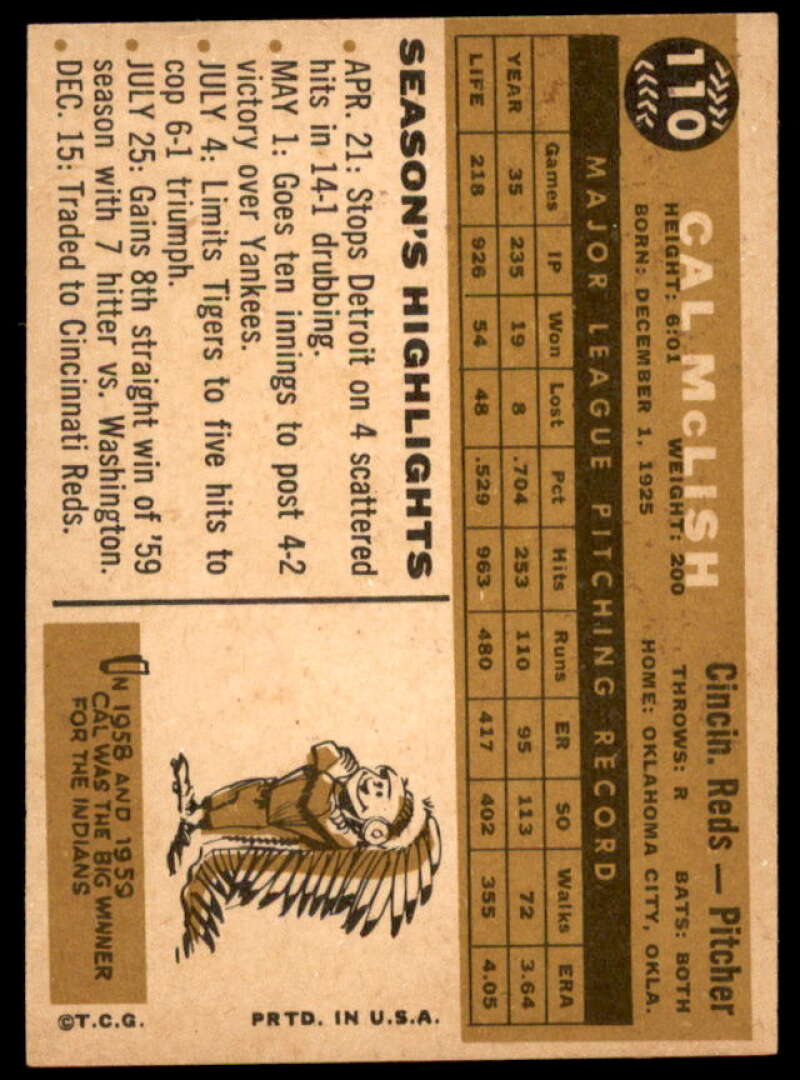 110
CAL McLISH
Cincin. Reds — Pitcher
HEIGHT: 6:01 WEIGHT: 200 THROWS: R BATS: BOTH
BORN: DECEMBER 1, 1925 HOME: OKLAHOMA CITY, OKLA.
MAJOR LEAGUE PITCHING RECORD
Games IP Won Lost Pct Hits Runs ER SO Walks ERA
YEAR 35 235 19 8 .704 253 110 95 113 72 3.64
LIFE 218 926 54 48 .529 963 480 417 402 355 4.05
SEASON'S HIGHLIGHTS
• APR. 21: Stops Detroit on 4 scattered
hits in 14-1 drubbing.
• MAY 1: Goes ten innings to post 4-2
victory over Yankees.
• JULY 4: Limits Tigers to five hits to
cop 6-1 triumph.
• JULY 25: Gains 8th straight win of '59
season with 7 hitter vs. Washington.
• DEC. 15: Traded to Cincinnati Reds.
IN 1958 AND 1959
CAL WAS THE BIG WINNER
FOR THE INDIANS
©T.C.G. PRTD. IN U.S.A.